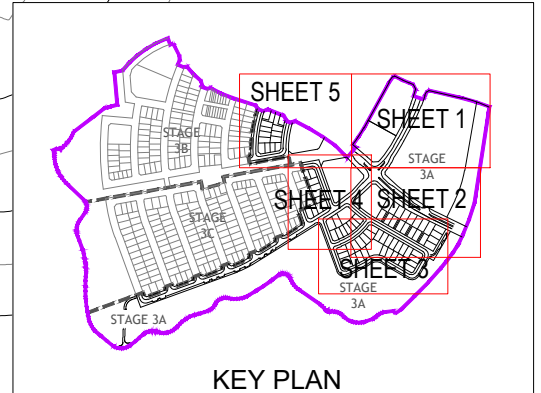 SHEET 5
SHEET 1
STAGE
3B
STAGE
3A
SHEET 4
SHEET 2
STAGE
3C
SHEET 3
STAGE
3A
STAGE 3A
KEY PLAN